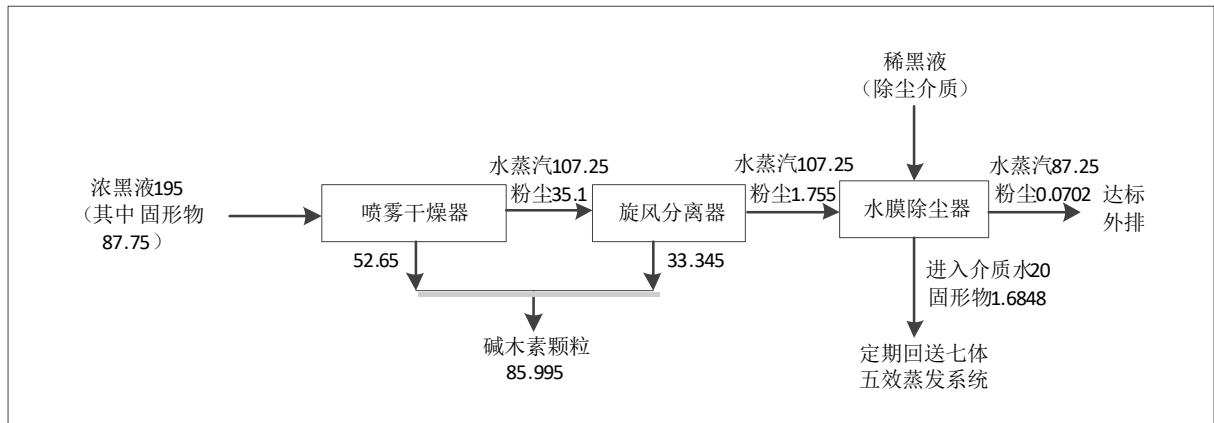 稀黑液
（除尘介质）
浓黑液195
（其中 固形物
87.75）
喷雾干燥器
水蒸汽107.25
粉尘35.1
旋风分离器
水蒸汽107.25
粉尘1.755
水膜除尘器
水蒸汽87.25
粉尘0.0702
达标
外排
52.65
33.345
进入介质水20
固形物1.6848
碱木素颗粒
85.995
定期回送七体
五效蒸发系统